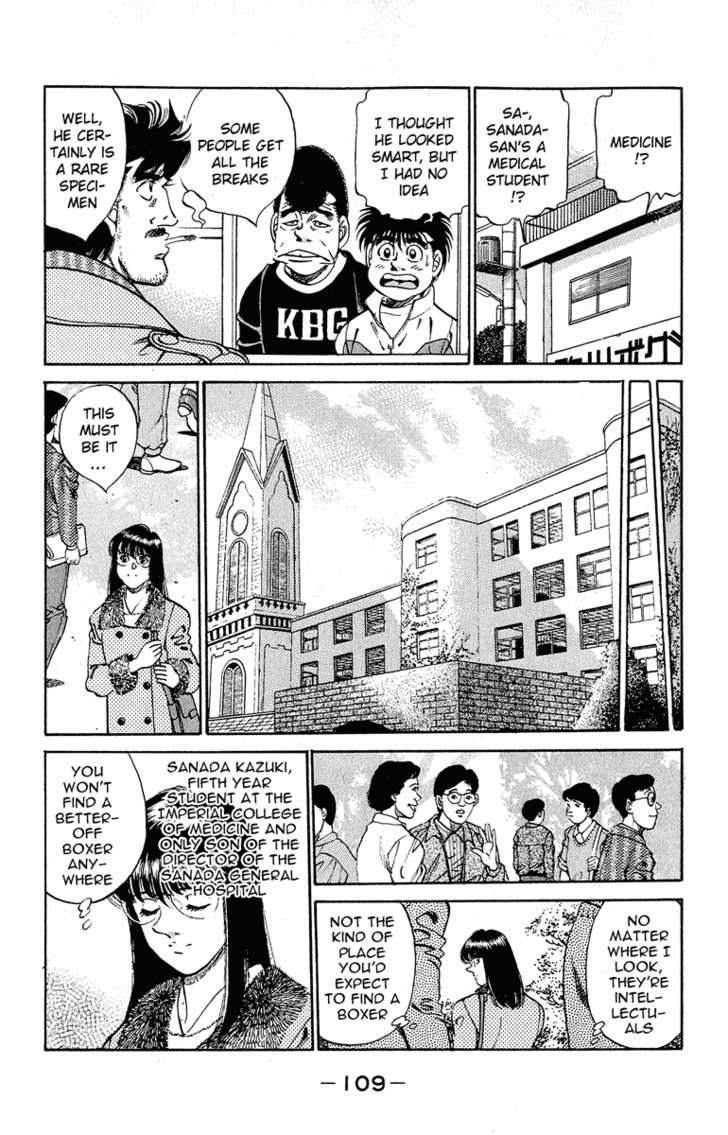 MEDICINE
!?
SA-,
SANADA-
SAN'S A
MEDICAL
STUDENT
!?
I THOUGHT
HE LOOKED
SMART, BUT
I HAD NO
IDEA
SOME
PEOPLE GET
ALL THE
BREAKS
WELL,
HE CER-
TAINLY IS
A RARE
SPECI-
MEN
KBG
川ボク
THIS
MUST
BE IT
...
NO
MATTER
WHERE I
LOOK,
THEY'RE
INTEL-
LECTU-
ALS
NOT THE
KIND OF
PLACE
YOU'D
EXPECT
TO FIND A
BOXER
SANADA KAZUKI,
FIFTH YEAR
STUDENT AT THE
IMPERIAL COLLEGE
OF MEDICINE AND
ONLY SON OF THE
DIRECTOR OF THE
SANADA GENERAL
HOSPITAL
YOU
WON'T
FIND A
BETTER-
OFF
BOXER
ANY-
WHERE
— 109 —